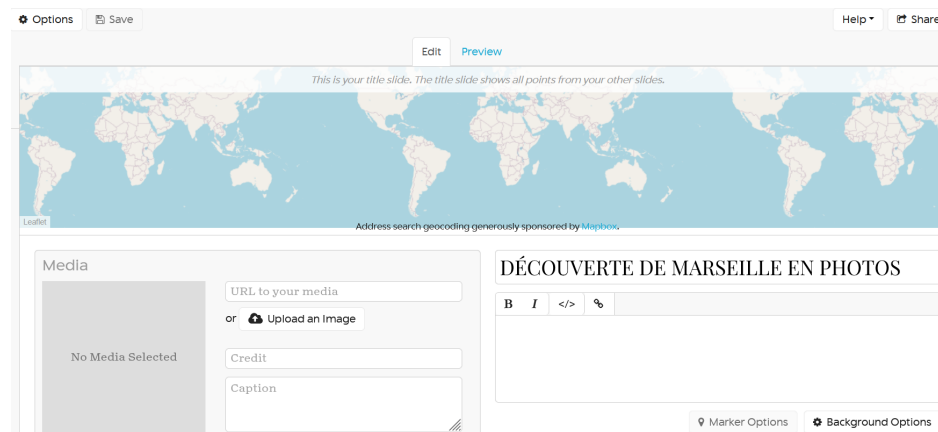 Options
Save
Help
Share
Edit
Preview
This is your title slide. The title slide shows all points from your other slides.
Leaflet
Address search geocoding generously sponsored by Mapbox.
Media
No Media Selected
URL to your media
or Upload an Image
Credit
Caption
DÉCOUVERTE DE MARSEILLE EN PHOTOS
B I </>
Marker Options
Background Options